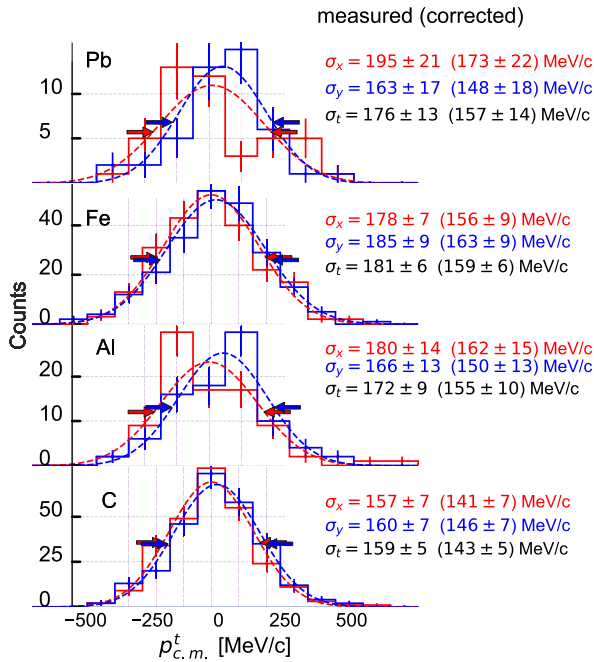 measured (corrected)
Pb
σx = 195 ± 21 (173 ± 22) MeV/c
σy = 163 ± 17 (148 ± 18) MeV/c
σt = 176 ± 13 (157 ± 14) MeV/c
10
5
Fe
σx = 178 ± 7 (156 ± 9) MeV/c
σy = 185 ± 9 (163 ± 9) MeV/c
σt = 181 ± 6 (159 ± 6) MeV/c
40
20
0
Counts
Al
σx = 180 ± 14 (162 ± 15) MeV/c
σy = 166 ± 13 (150 ± 13) MeV/c
σt = 172 ± 9 (155 ± 10) MeV/c
20
10
0
C
σx = 157 ± 7 (141 ± 7) MeV/c
σy = 160 ± 7 (146 ± 7) MeV/c
σt = 159 ± 5 (143 ± 5) MeV/c
50
25
0
−500 −250 0 250 500
p^t_{c.m.} [MeV/c]